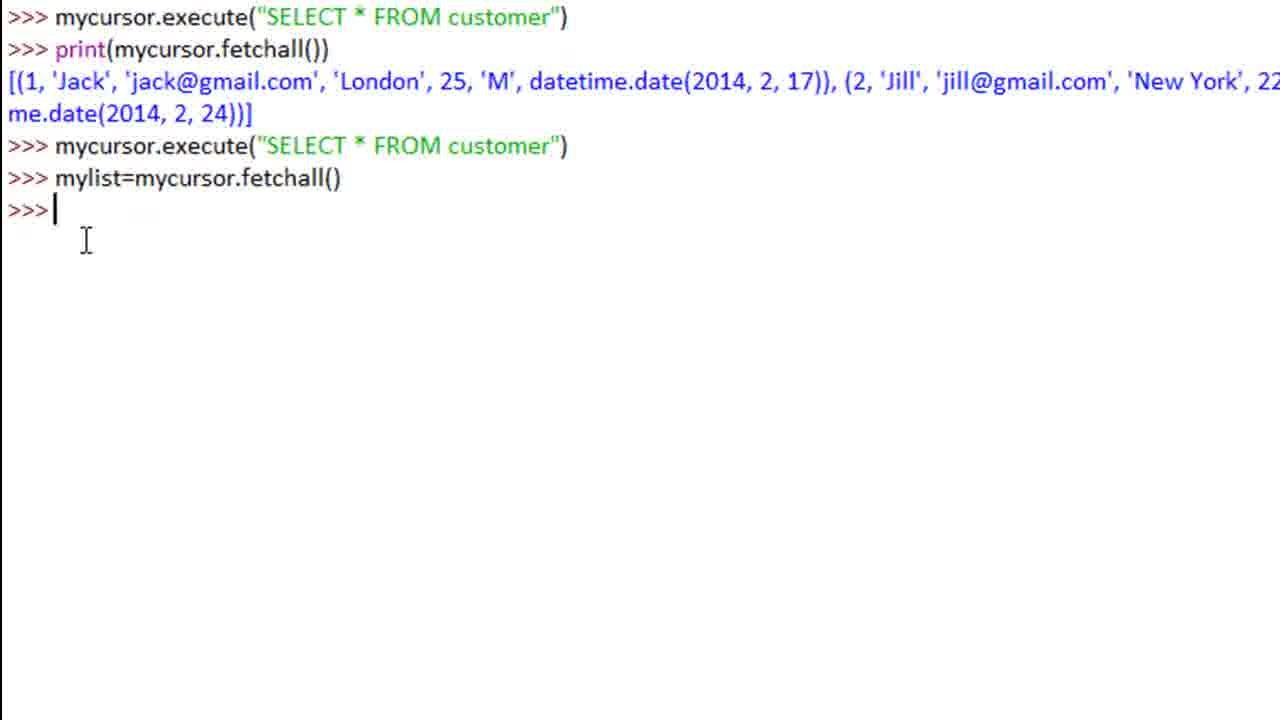 >>> mycursor.execute("SELECT * FROM customer")
>>> print(mycursor.fetchall())
[(1, 'Jack', 'jack@gmail.com', 'London', 25, 'M', datetime.date(2014, 2, 17)), (2, 'Jill', 'jill@gmail.com', 'New York', 22
me.date(2014, 2, 24))]
>>> mycursor.execute("SELECT * FROM customer")
>>> mylist=mycursor.fetchall()
>>>